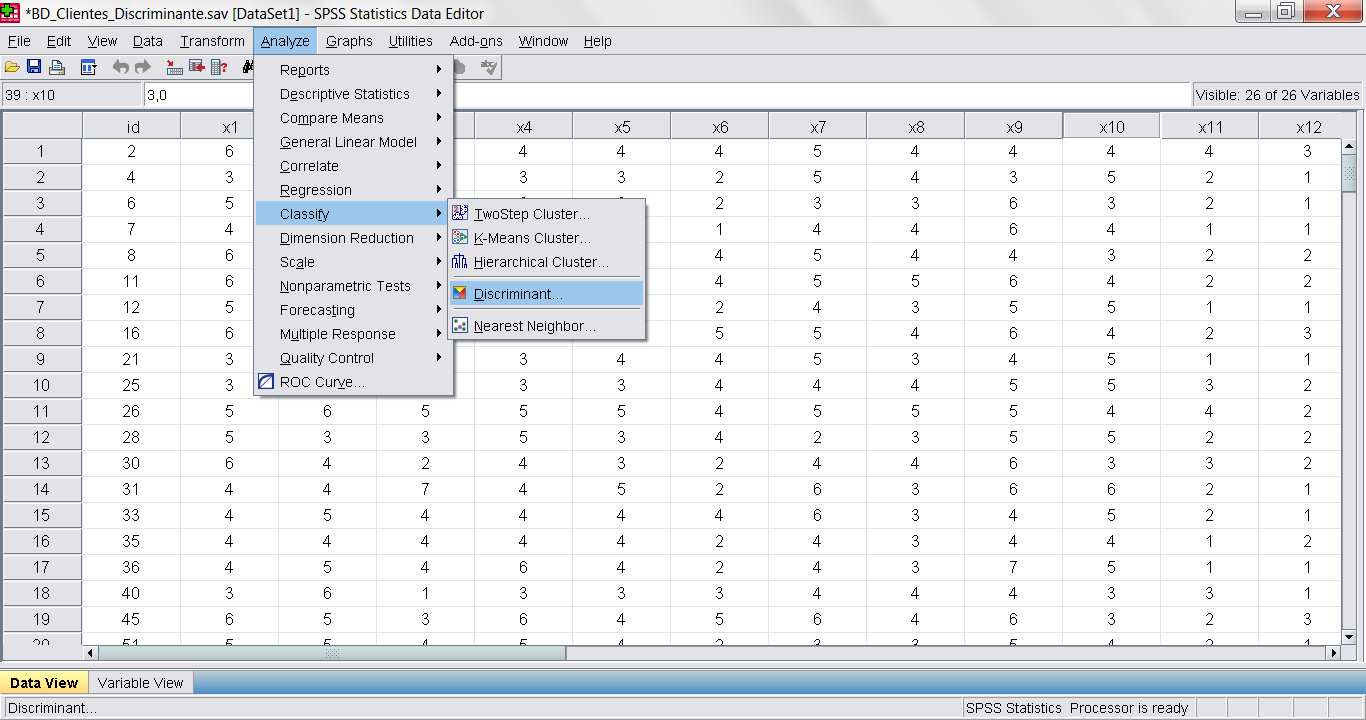 *BD_Clientes_Discriminante.sav [DataSet1] - SPSS Statistics Data Editor
File Edit View Data Transform Analyze Graphs Utilities Add-ons Window Help
39 : x10 3,0 Visible: 26 of 26 Variables
Reports
Descriptive Statistics
Compare Means
General Linear Model
Correlate
Regression
Classify
Dimension Reduction
Scale
Nonparametric Tests
Forecasting
Multiple Response
Quality Control
ROC Curve...
TwoStep Cluster...
K-Means Cluster...
Hierarchical Cluster...
Discriminant...
Nearest Neighbor...
id x1 x4 x5 x6 x7 x8 x9 x10 x11 x12
1 2 6 4 4 4 5 4 4 4 4 3
2 4 3 3 3 2 5 4 3 5 2 1
3 6 5 2 3 3 6 3 2 1
4 7 4 1 4 4 6 4 1 1
5 8 6 4 5 4 4 3 2 2
6 11 6 4 5 5 6 4 2 2
7 12 5 2 4 3 5 5 1 1
8 16 6 5 5 4 6 4 2 3
9 21 3 3 4 4 5 3 4 5 1 1
10 25 3 3 3 4 4 4 5 5 3 2
11 26 5 6 5 5 5 4 5 5 5 4 4 2
12 28 5 3 3 5 3 4 2 3 5 5 2 2
13 30 6 4 2 4 3 2 4 4 6 3 3 2
14 31 4 4 7 4 5 2 6 3 6 6 2 1
15 33 4 5 4 4 4 4 6 3 4 5 2 1
16 35 4 4 4 4 4 2 4 3 4 4 1 2
17 36 4 5 4 6 4 2 4 3 7 5 1 1
18 40 3 6 1 3 3 3 4 4 4 3 3 1
19 45 6 5 3 6 4 5 6 4 6 3 2 3
20 51 5 5 4 5 4 2 3 3 5 4 2 1
Data View Variable View
Discriminant... SPSS Statistics Processor is ready